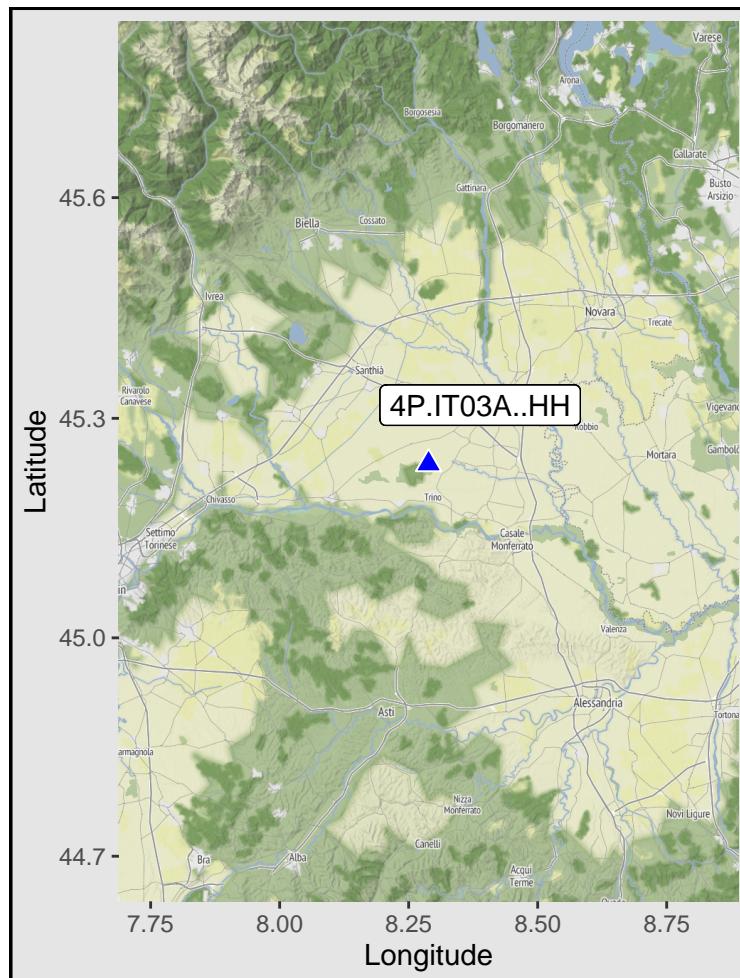 Varese
Arona
Borgosesia
Borgomanero
Gallarate
Gattinara
Busto
Arsizio
45.6
Biella
Cossato
Ivrea
Novara
Trecate
Santhià
Rivarolo
Canavese
4P.IT03A..HH
Vigevano
45.3
Robbio
Mortara
Gambolò
Latitude
Chivasso
Trino
Settimo
Torinese
Casale
Monferrato
45.0
Valenza
Asti
Alessandria
Tortona
armagnola
Nizza
Monferrato
Novi Ligure
Canelli
44.7
Bra
Alba
Acqui
Terme
7.75
8.00
8.25
8.50
8.75
Longitude